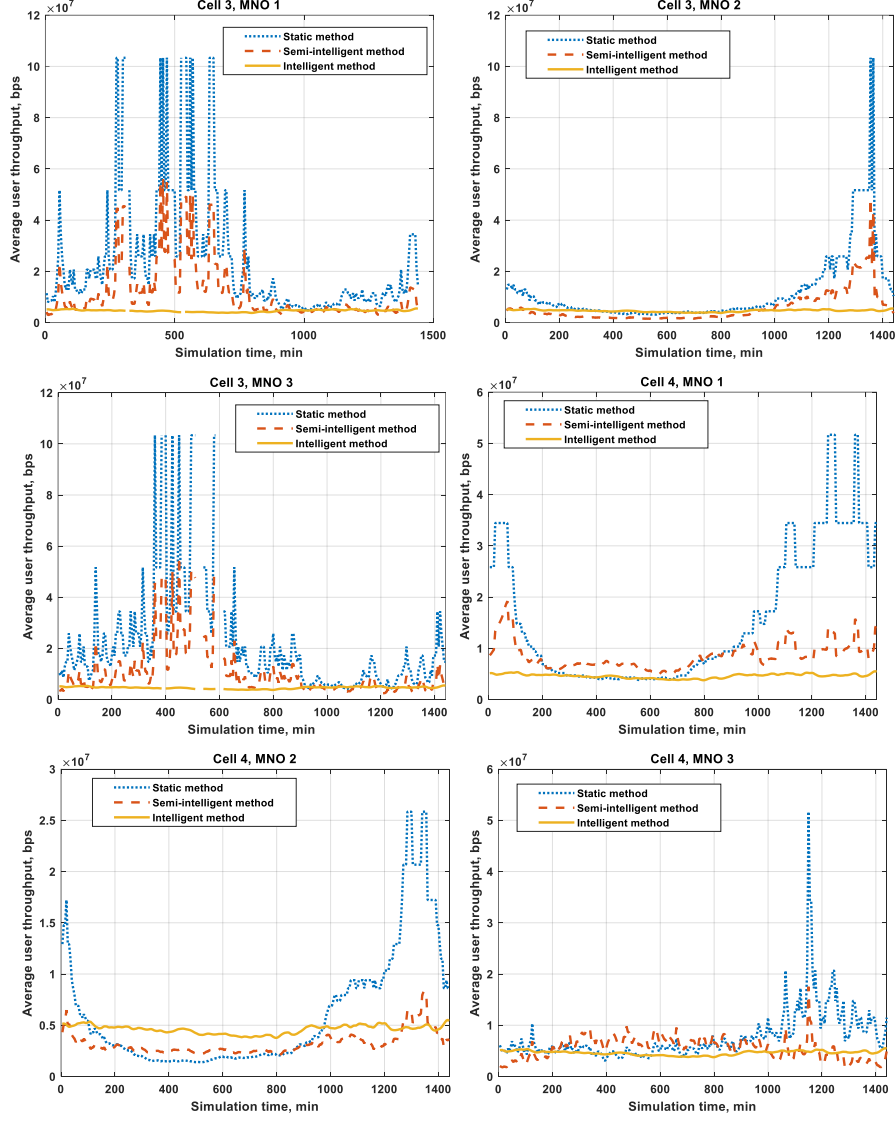 Cell 3, MNO 1
×10⁷
12
10
8
6
4
2
0
Average user throughput, bps
Static method
Semi-intelligent method
Intelligent method
0 500 1000 1500
Simulation time, min
Cell 3, MNO 2
×10⁷
12
10
8
6
4
2
0
Average user throughput, bps
Static method
Semi-intelligent method
Intelligent method
0 200 400 600 800 1000 1200 1400
Simulation time, min
Cell 3, MNO 3
×10⁷
12
10
8
6
4
2
0
Average user throughput, bps
Static method
Semi-intelligent method
Intelligent method
0 200 400 600 800 1000 1200 1400
Simulation time, min
Cell 4, MNO 1
×10⁷
6
5
4
3
2
1
0
Average user throughput, bps
Static method
Semi-intelligent method
Intelligent method
0 200 400 600 800 1000 1200 1400
Simulation time, min
Cell 4, MNO 2
×10⁷
3
2.5
2
1.5
1
0.5
0
Average user throughput, bps
Static method
Semi-intelligent method
Intelligent method
0 200 400 600 800 1000 1200 1400
Simulation time, min
Cell 4, MNO 3
×10⁷
6
5
4
3
2
1
0
Average user throughput, bps
Static method
Semi-intelligent method
Intelligent method
0 200 400 600 800 1000 1200 1400
Simulation time, min